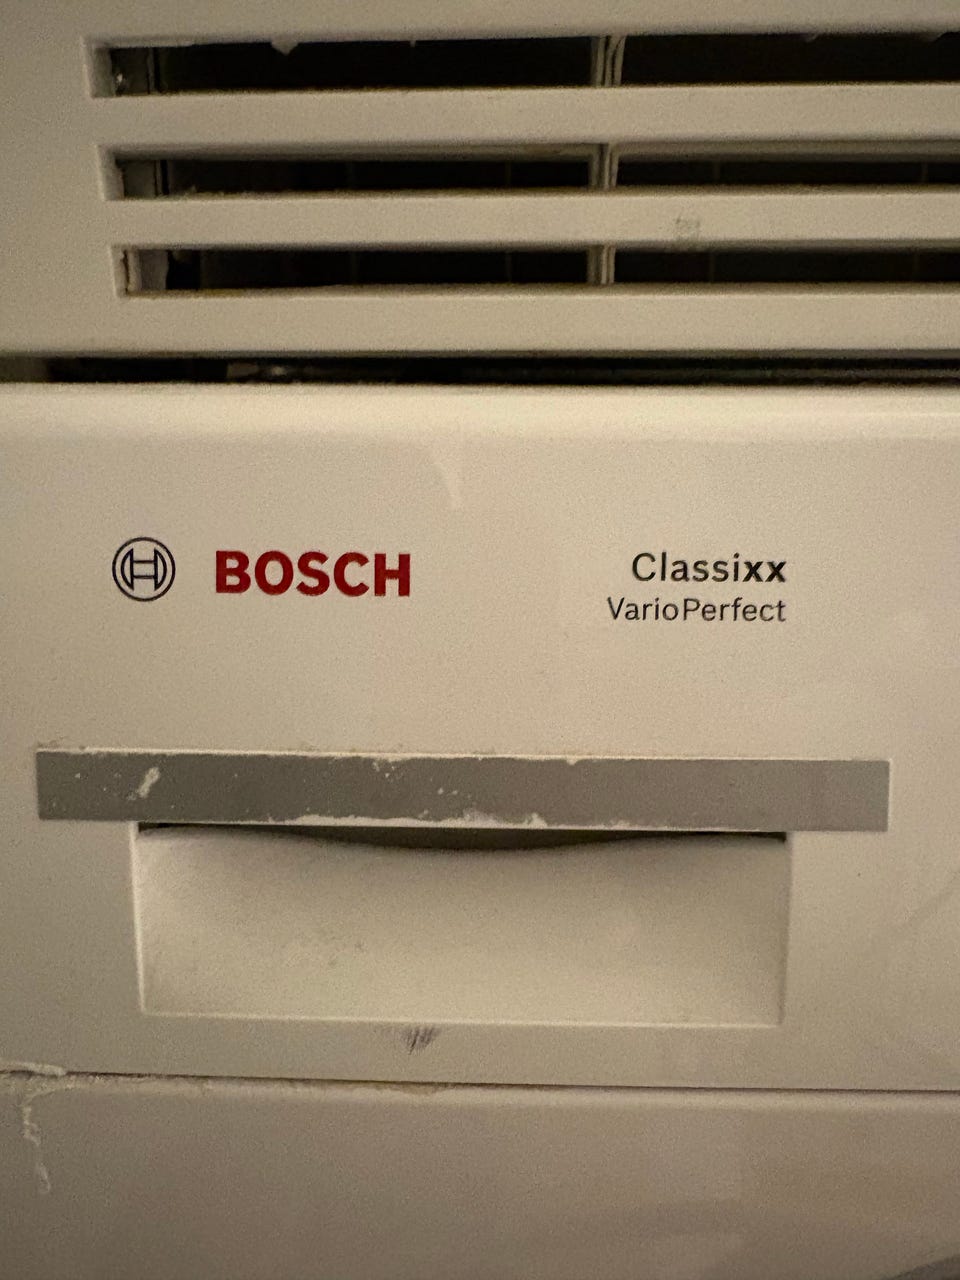 BOSCH
Classixx
VarioPerfect